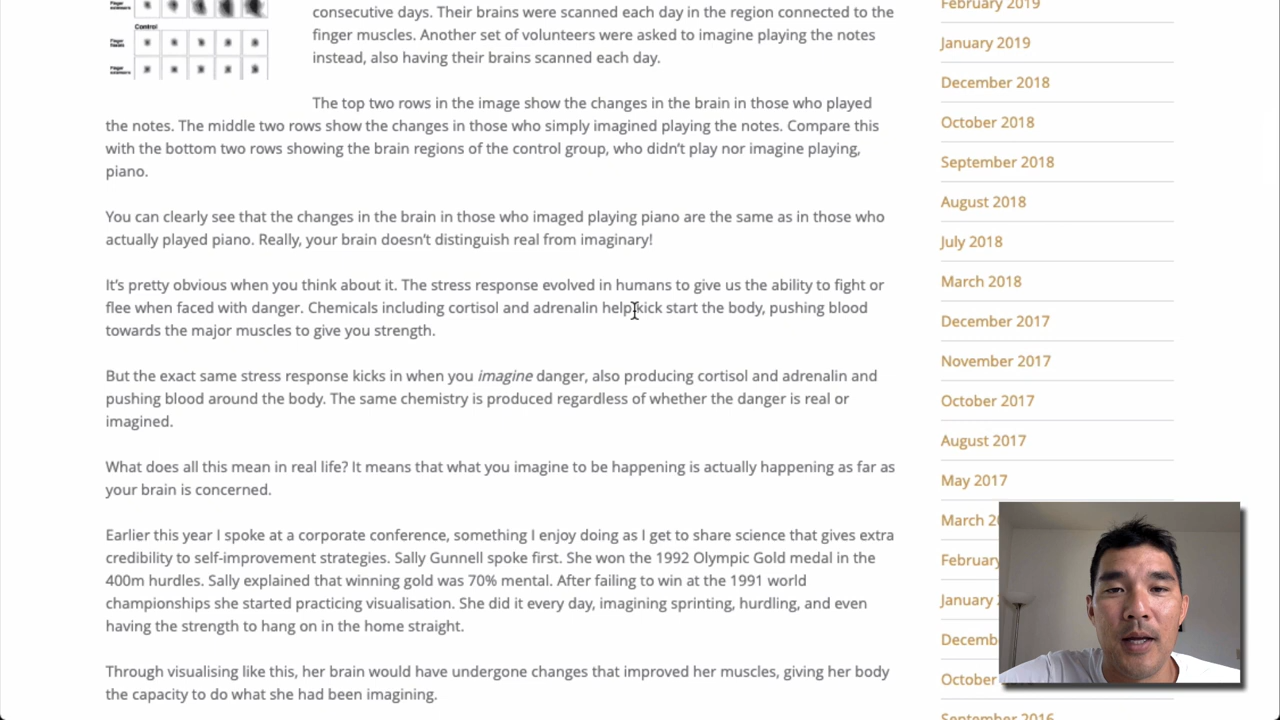 Control
Finger flexors
Finger extensors
consecutive days. Their brains were scanned each day in the region connected to the
finger muscles. Another set of volunteers were asked to imagine playing the notes
instead, also having their brains scanned each day.
The top two rows in the image show the changes in the brain in those who played
the notes. The middle two rows show the changes in those who simply imagined playing the notes. Compare this
with the bottom two rows showing the brain regions of the control group, who didn’t play nor imagine playing,
piano.
You can clearly see that the changes in the brain in those who imaged playing piano are the same as in those who
actually played piano. Really, your brain doesn’t distinguish real from imaginary!
It’s pretty obvious when you think about it. The stress response evolved in humans to give us the ability to fight or
flee when faced with danger. Chemicals including cortisol and adrenalin help kick start the body, pushing blood
towards the major muscles to give you strength.
But the exact same stress response kicks in when you imagine danger, also producing cortisol and adrenalin and
pushing blood around the body. The same chemistry is produced regardless of whether the danger is real or
imagined.
What does all this mean in real life? It means that what you imagine to be happening is actually happening as far as
your brain is concerned.
Earlier this year I spoke at a corporate conference, something I enjoy doing as I get to share science that gives extra
credibility to self-improvement strategies. Sally Gunnell spoke first. She won the 1992 Olympic Gold medal in the
400m hurdles. Sally explained that winning gold was 70% mental. After failing to win at the 1991 world
championships she started practicing visualisation. She did it every day, imagining sprinting, hurdling, and even
having the strength to hang on in the home straight.
Through visualising like this, her brain would have undergone changes that improved her muscles, giving her body
the capacity to do what she had been imagining.
February 2019
January 2019
December 2018
October 2018
September 2018
August 2018
July 2018
March 2018
December 2017
November 2017
October 2017
August 2017
May 2017
March 20
February
January
Decemb
October
September 2016